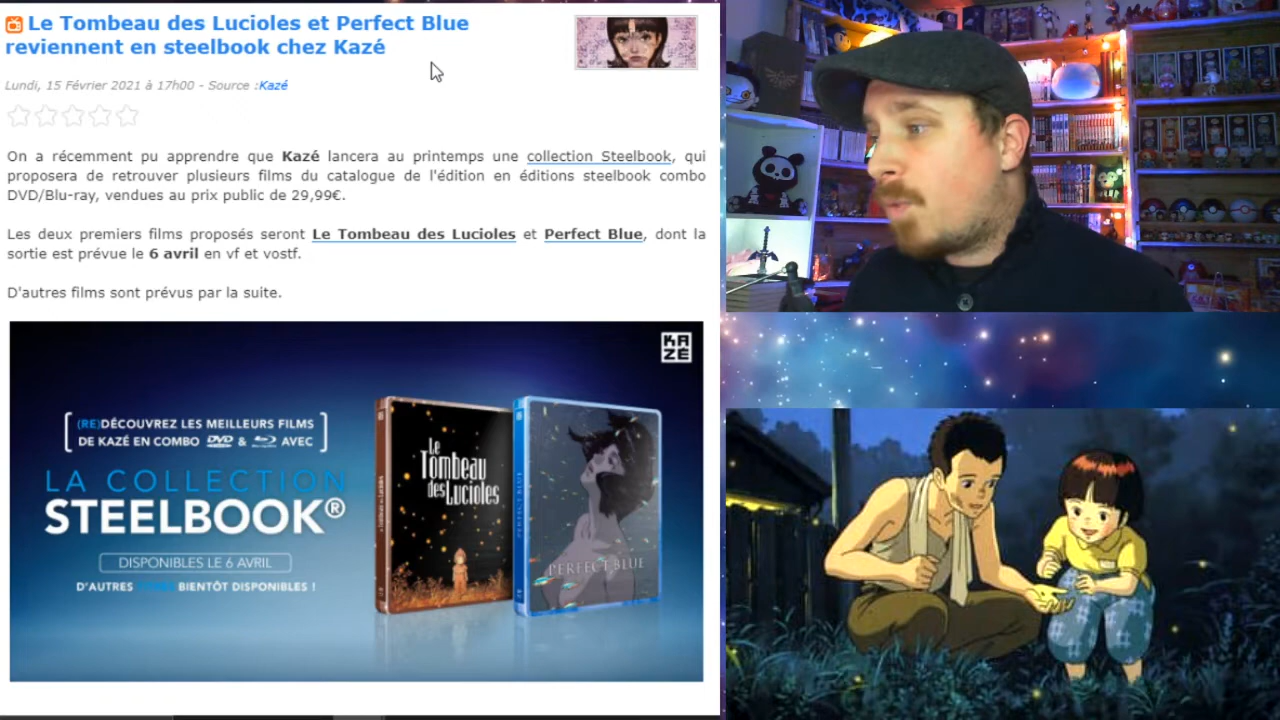 Le Tombeau des Lucioles et Perfect Blue
reviennent en steelbook chez Kazé
Lundi, 15 Février 2021 à 17h00 - Source :Kazé
On a récemment pu apprendre que Kazé lancera au printemps une collection Steelbook, qui
proposera de retrouver plusieurs films du catalogue de l'édition en éditions steelbook combo
DVD/Blu-ray, vendues au prix public de 29,99€.
Les deux premiers films proposés seront Le Tombeau des Lucioles et Perfect Blue, dont la
sortie est prévue le 6 avril en vf et vostf.
D'autres films sont prévus par la suite.
KAZÉ
[(RE)DÉCOUVREZ LES MEILLEURS FILMS
DE KAZÉ EN COMBO DVD & Blu-ray AVEC]
LA COLLECTION
STEELBOOK®
DISPONIBLES LE 6 AVRIL
D'AUTRES TITRES BIENTÔT DISPONIBLES !
Le
Tombeau
des Lucioles
PERFECT BLUE